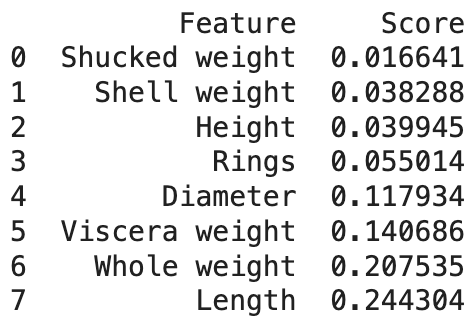 Feature Score
0 Shucked weight 0.016641
1 Shell weight 0.038288
2 Height 0.039945
3 Rings 0.055014
4 Diameter 0.117934
5 Viscera weight 0.140686
6 Whole weight 0.207535
7 Length 0.244304